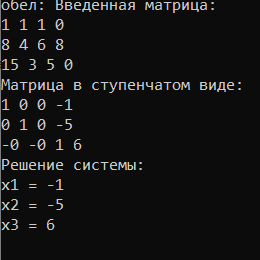 обел: Введенная матрица:
1 1 1 0
8 4 6 8
15 3 5 0
Матрица в ступенчатом виде:
1 0 0 -1
0 1 0 -5
-0 -0 1 6
Решение системы:
x1 = -1
x2 = -5
x3 = 6